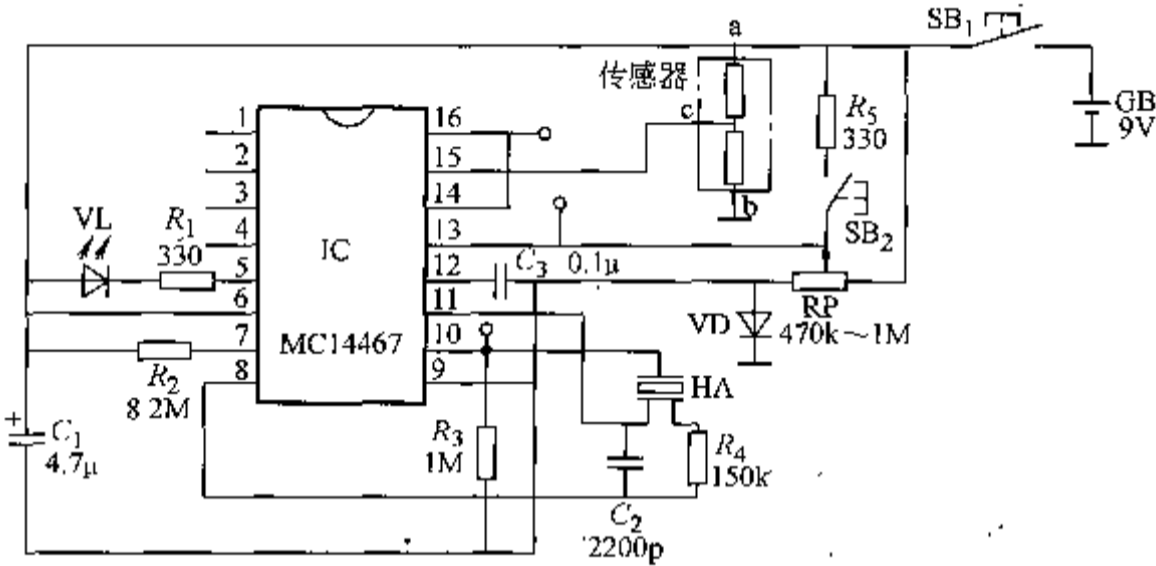 a
SB₁
传感器
c
R₅
330
GB
9V
1
2
3
4
5
6
7
8
16
15
14
13
12
11
10
9
b
SB₂
VL
R₁
330
IC
MC14467
C₃
0.1μ
RP
470k～1M
VD
R₂
8 2M
HA
R₃
1M
R₄
150k
+
C₁
4.7μ
C₂
2200p